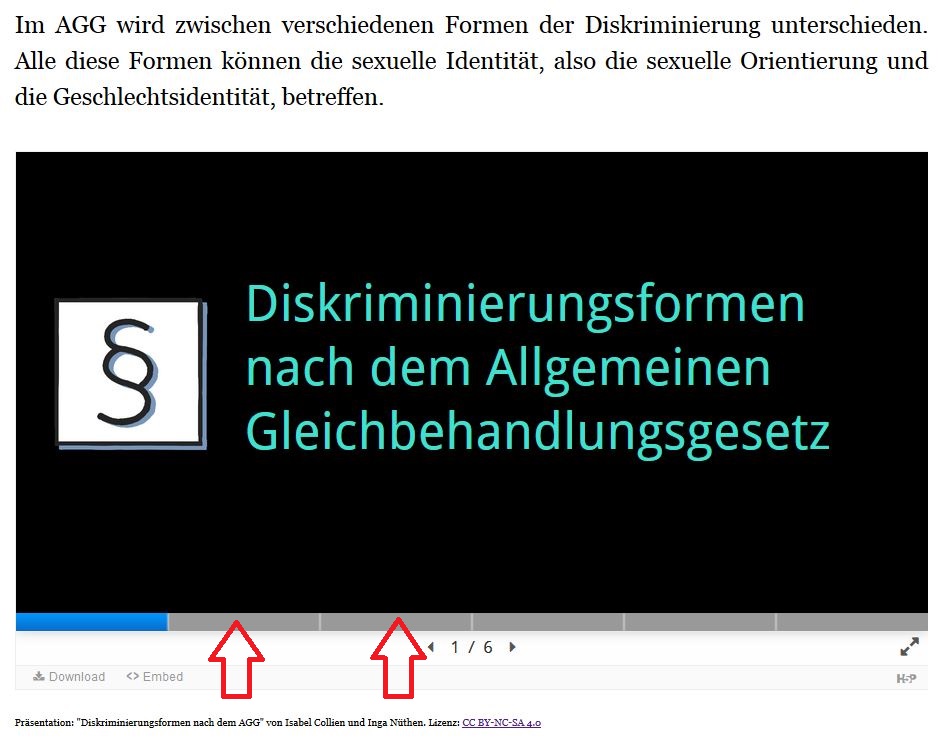 Im AGG wird zwischen verschiedenen Formen der Diskriminierung unterschieden.
Alle diese Formen können die sexuelle Identität, also die sexuelle Orientierung und
die Geschlechtsidentität, betreffen.
§
Diskriminierungsformen
nach dem Allgemeinen
Gleichbehandlungsgesetz
1 / 6
Download <> Embed
H5P
Präsentation: "Diskriminierungsformen nach dem AGG" von Isabel Collien und Inga Nüthen. Lizenz: CC BY-NC-SA 4.0